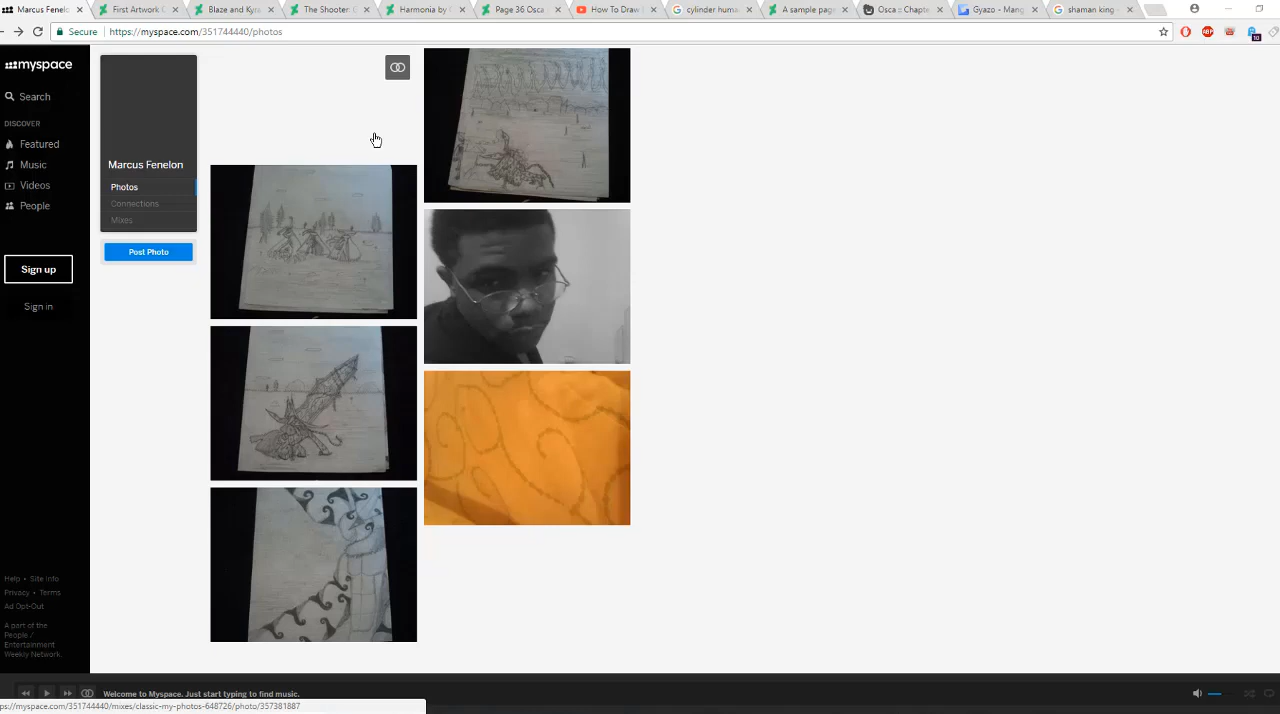 Marcus Fenelo
First Artwork
Blaze and Kyra
The Shooter:
Harmonia by
Page 36 Osca
How To Draw
cylinder huma
A sample page
Osca :: Chapte
Gyazo - Mang
shaman king
Secure
https://myspace.com/351744440/photos
10
myspace
Search
DISCOVER
Featured
Music
Videos
People
Sign up
Sign in
Help • Site Info
Privacy • Terms
Ad Opt-Out
A part of the
People /
Entertainment
Weekly Network.
Marcus Fenelon
Photos
Connections
Mixes
Post Photo
Welcome to Myspace. Just start typing to find music.
ps://myspace.com/351744440/mixes/classic-my-photos-648726/photo/357381887